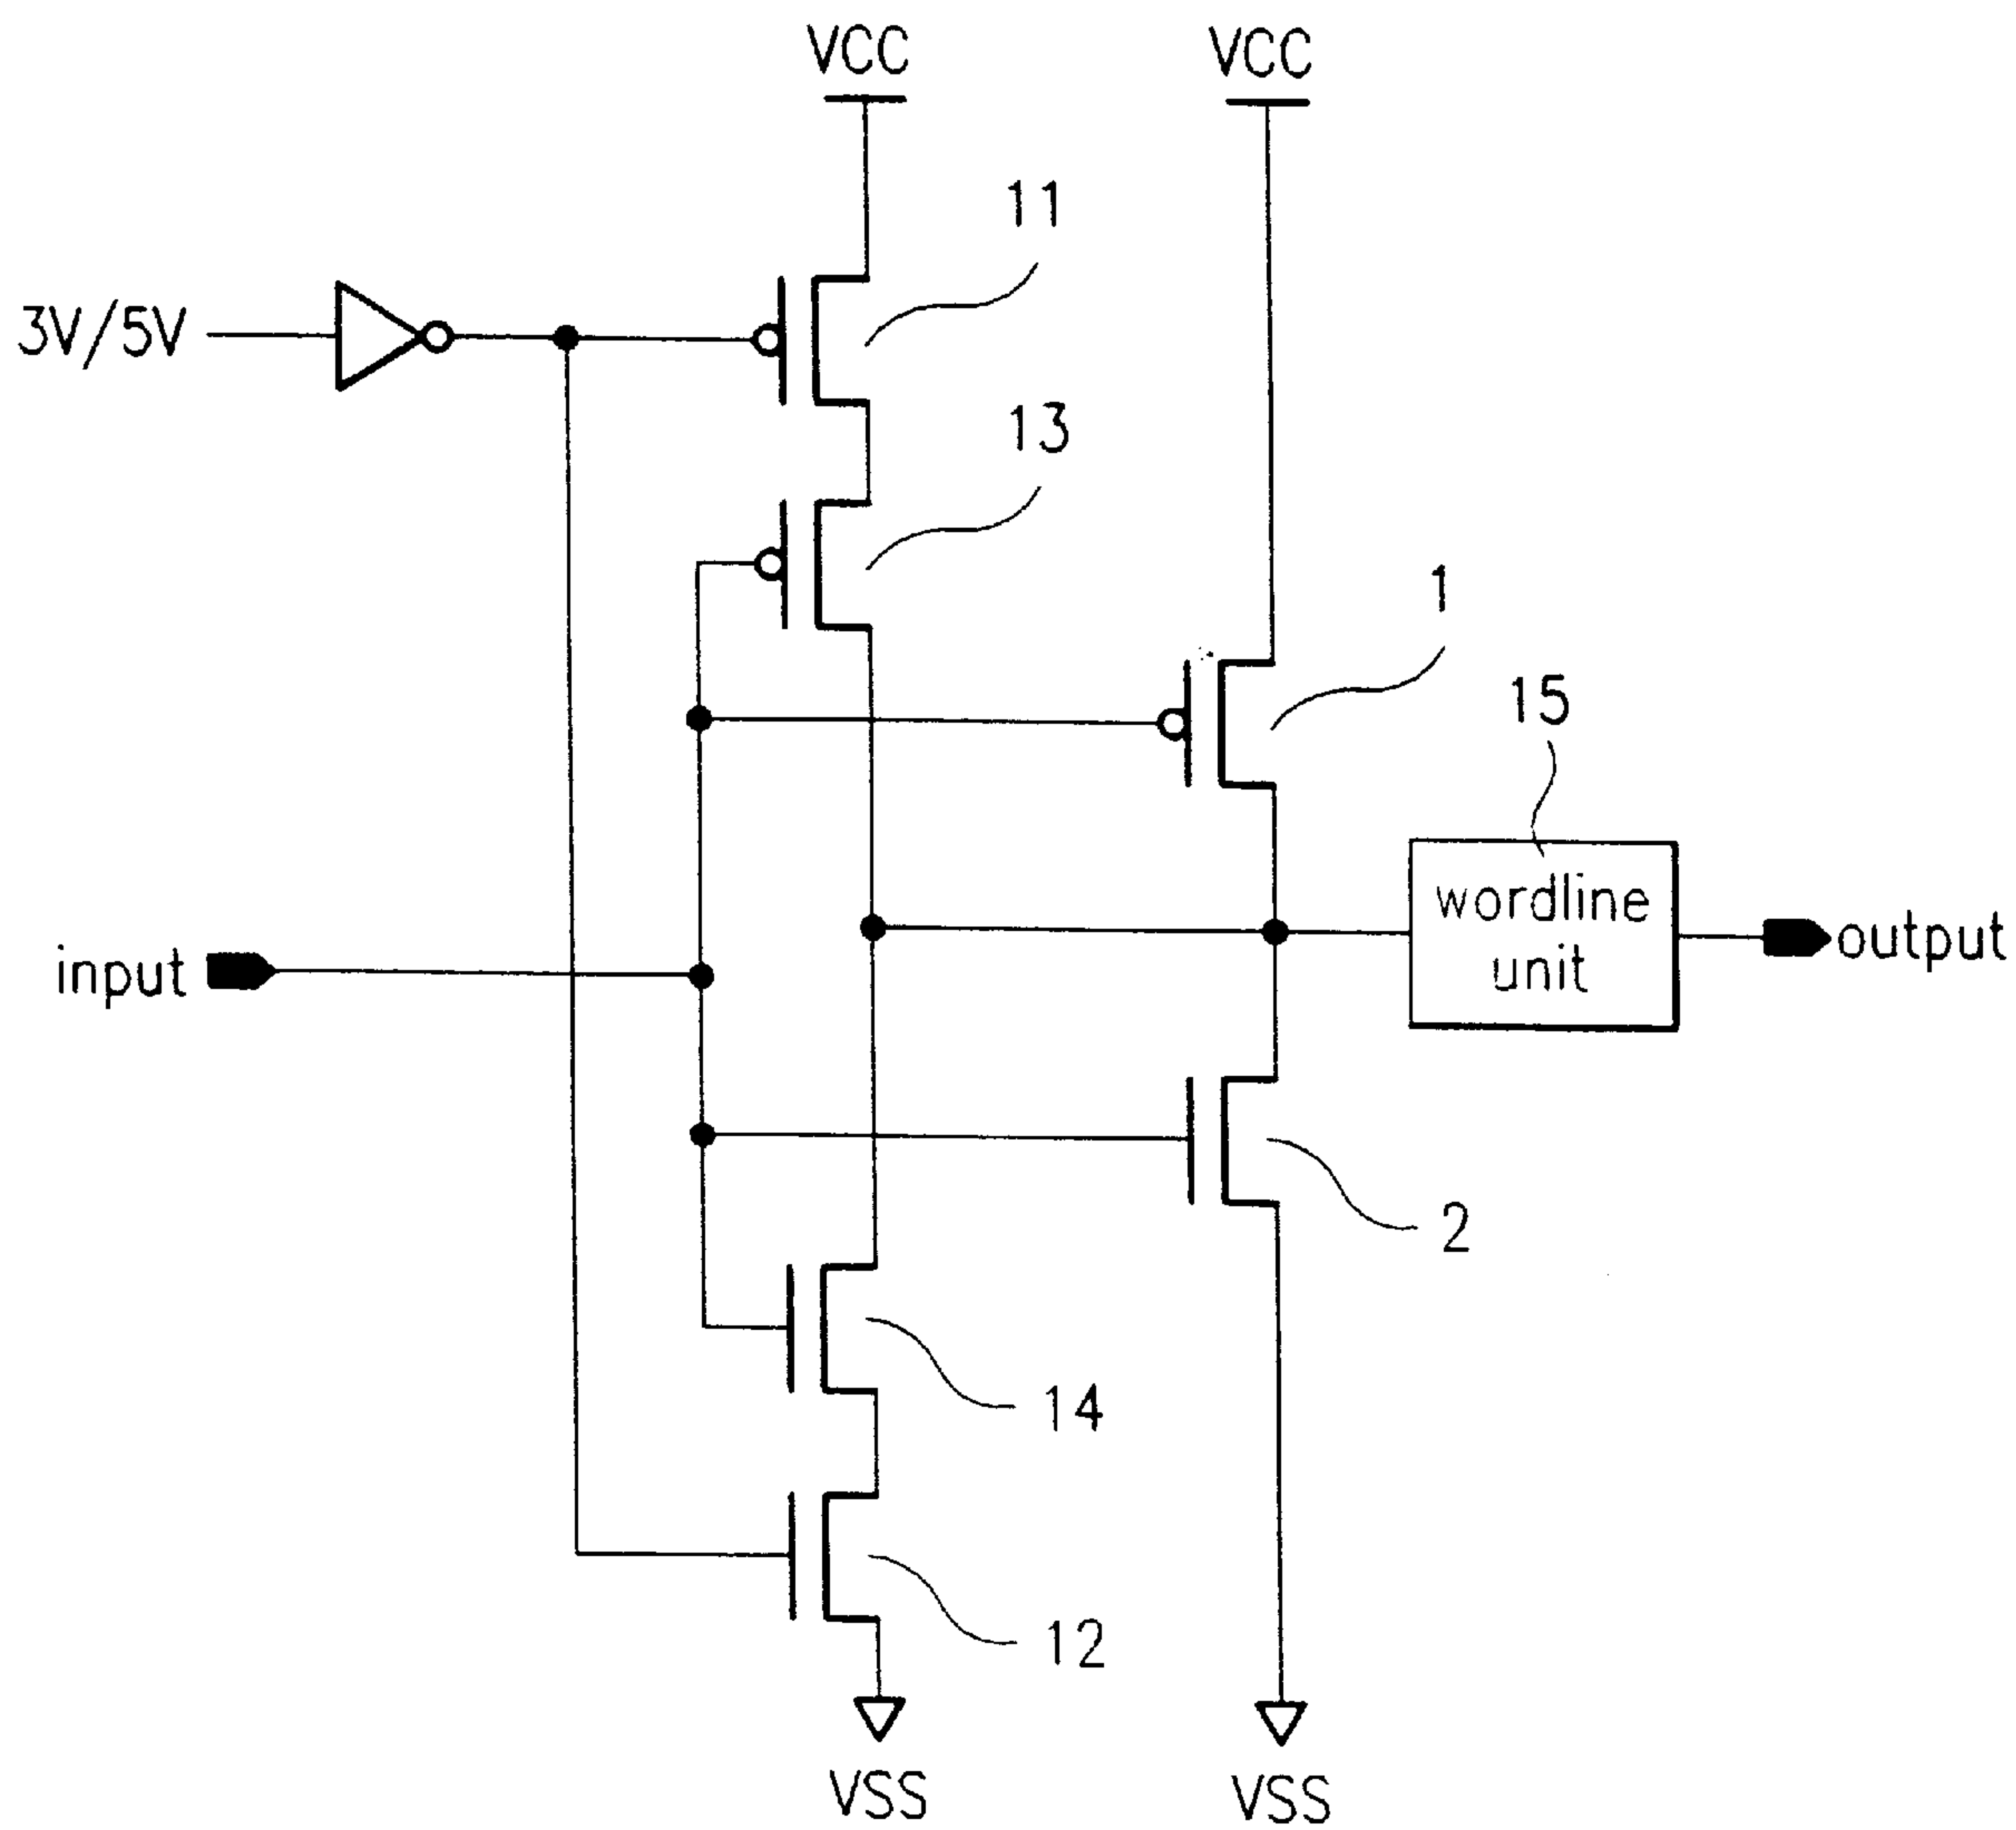 VCC
VCC
11
3V/5V
13
1
15
wordline
unit
input
output
2
14
12
VSS
VSS